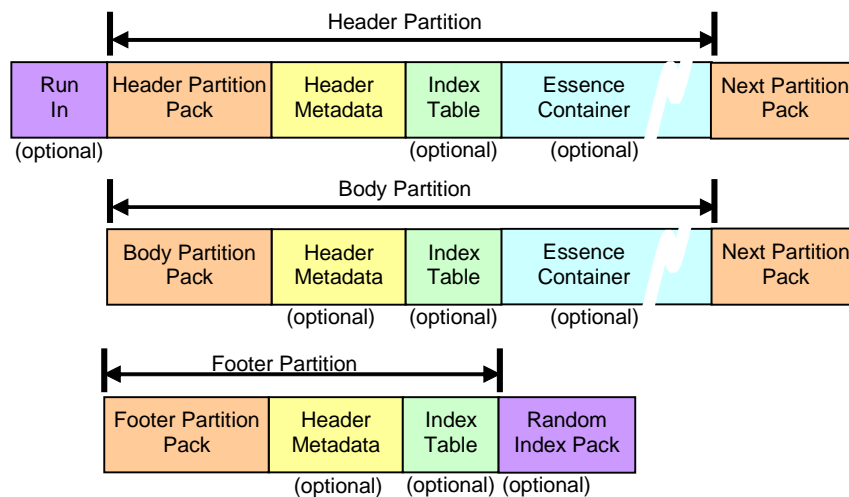 Header Partition
Run Header Partition Header Index Essence Next Partition
In Pack Metadata Table Container Pack
(optional) (optional) (optional)
Body Partition
Body Partition Header Index Essence Next Partition
Pack Metadata Table Container Pack
(optional) (optional) (optional)
Footer Partition
Footer Partition Header Index Random
Pack Metadata Table Index Pack
(optional) (optional) (optional)